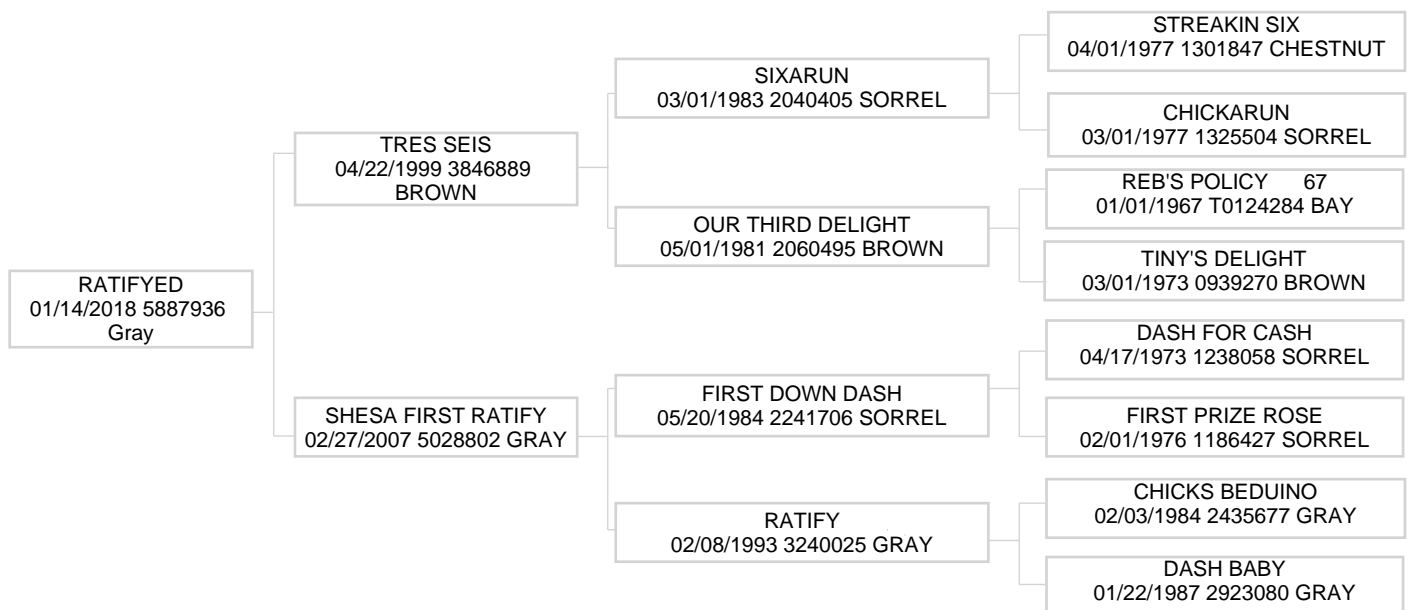 RATIFYED
01/14/2018 5887936
Gray
TRES SEIS
04/22/1999 3846889
BROWN
SHESA FIRST RATIFY
02/27/2007 5028802 GRAY
SIXARUN
03/01/1983 2040405 SORREL
OUR THIRD DELIGHT
05/01/1981 2060495 BROWN
FIRST DOWN DASH
05/20/1984 2241706 SORREL
RATIFY
02/08/1993 3240025 GRAY
STREAKIN SIX
04/01/1977 1301847 CHESTNUT
CHICKARUN
03/01/1977 1325504 SORREL
REB'S POLICY 67
01/01/1967 T0124284 BAY
TINY'S DELIGHT
03/01/1973 0939270 BROWN
DASH FOR CASH
04/17/1973 1238058 SORREL
FIRST PRIZE ROSE
02/01/1976 1186427 SORREL
CHICKS BEDUINO
02/03/1984 2435677 GRAY
DASH BABY
01/22/1987 2923080 GRAY